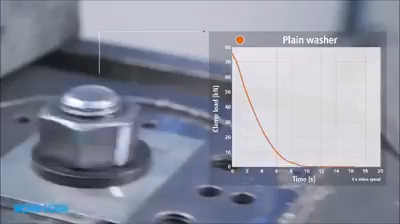 Plain washer
Clamp load [kN]
80
70
60
50
40
30
20
10
0
0 2 4 6 8 10 12 14 16 18 20
Time [s]
4 x video speed